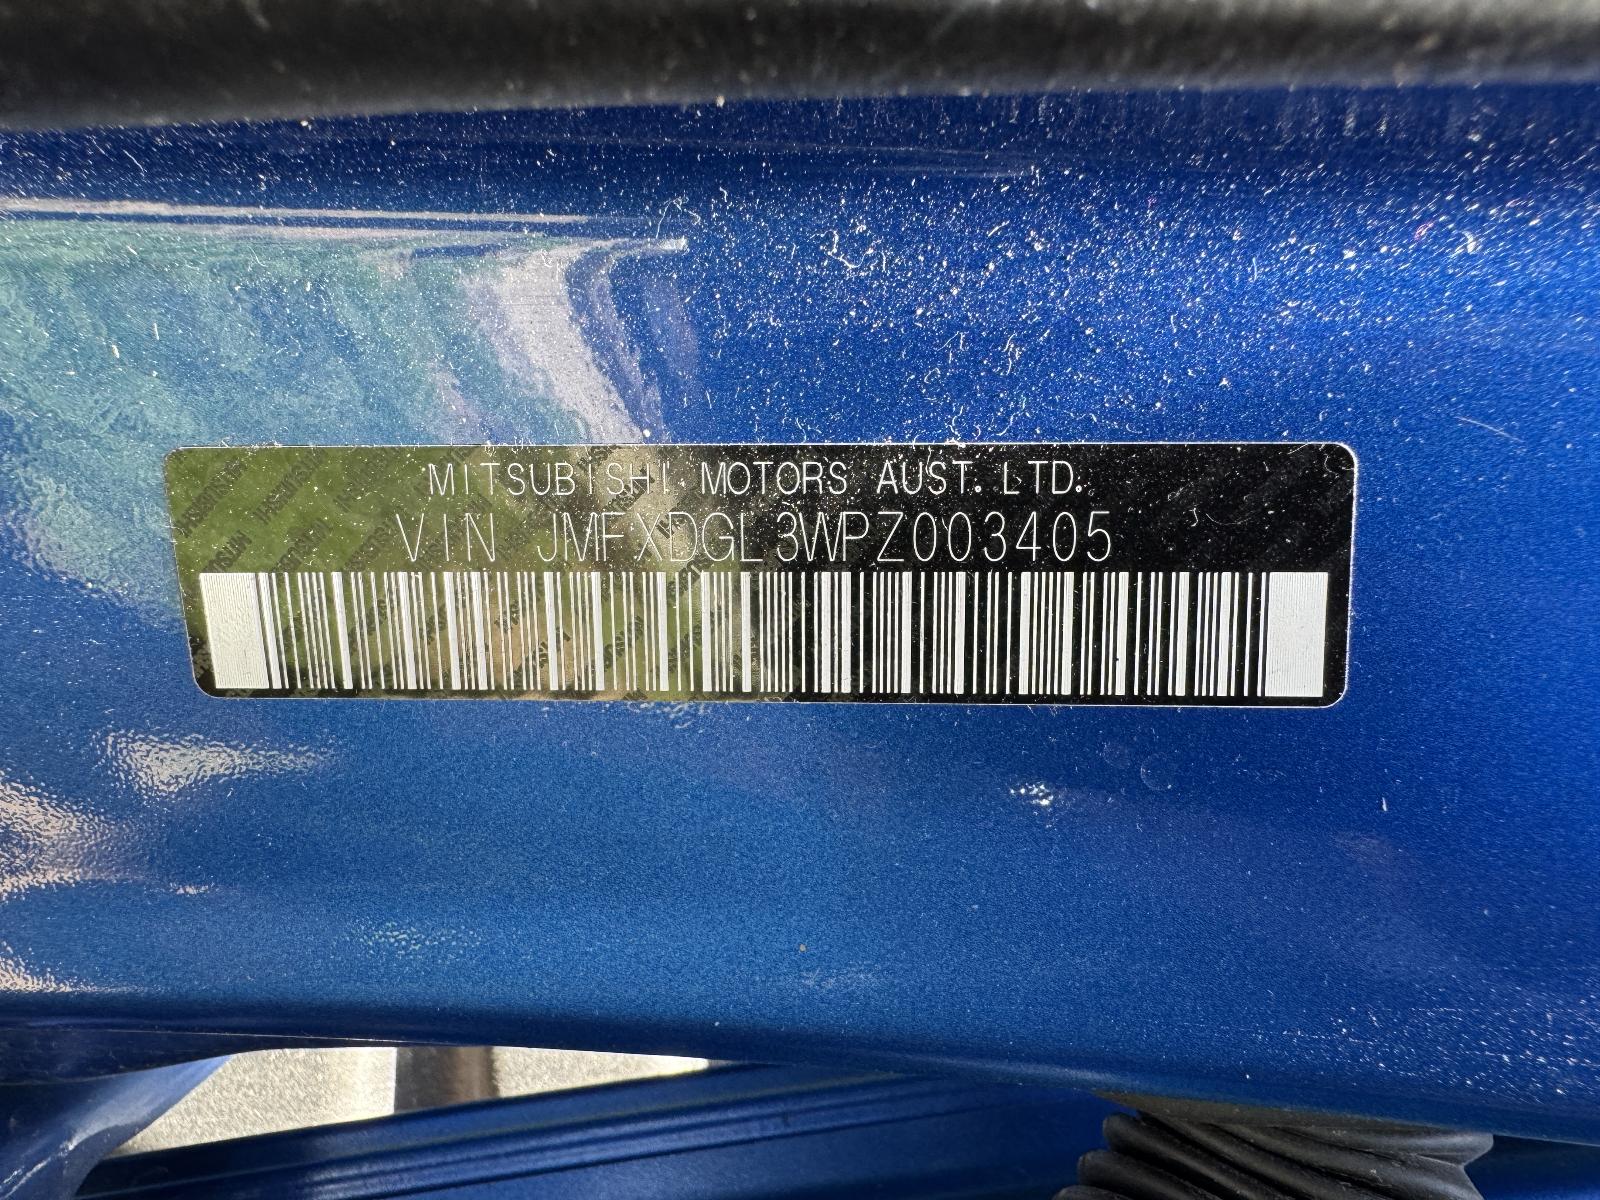 MITSUBISHI MOTORS AUST. LTD.
VIN JMFXDGL3WPZ003405